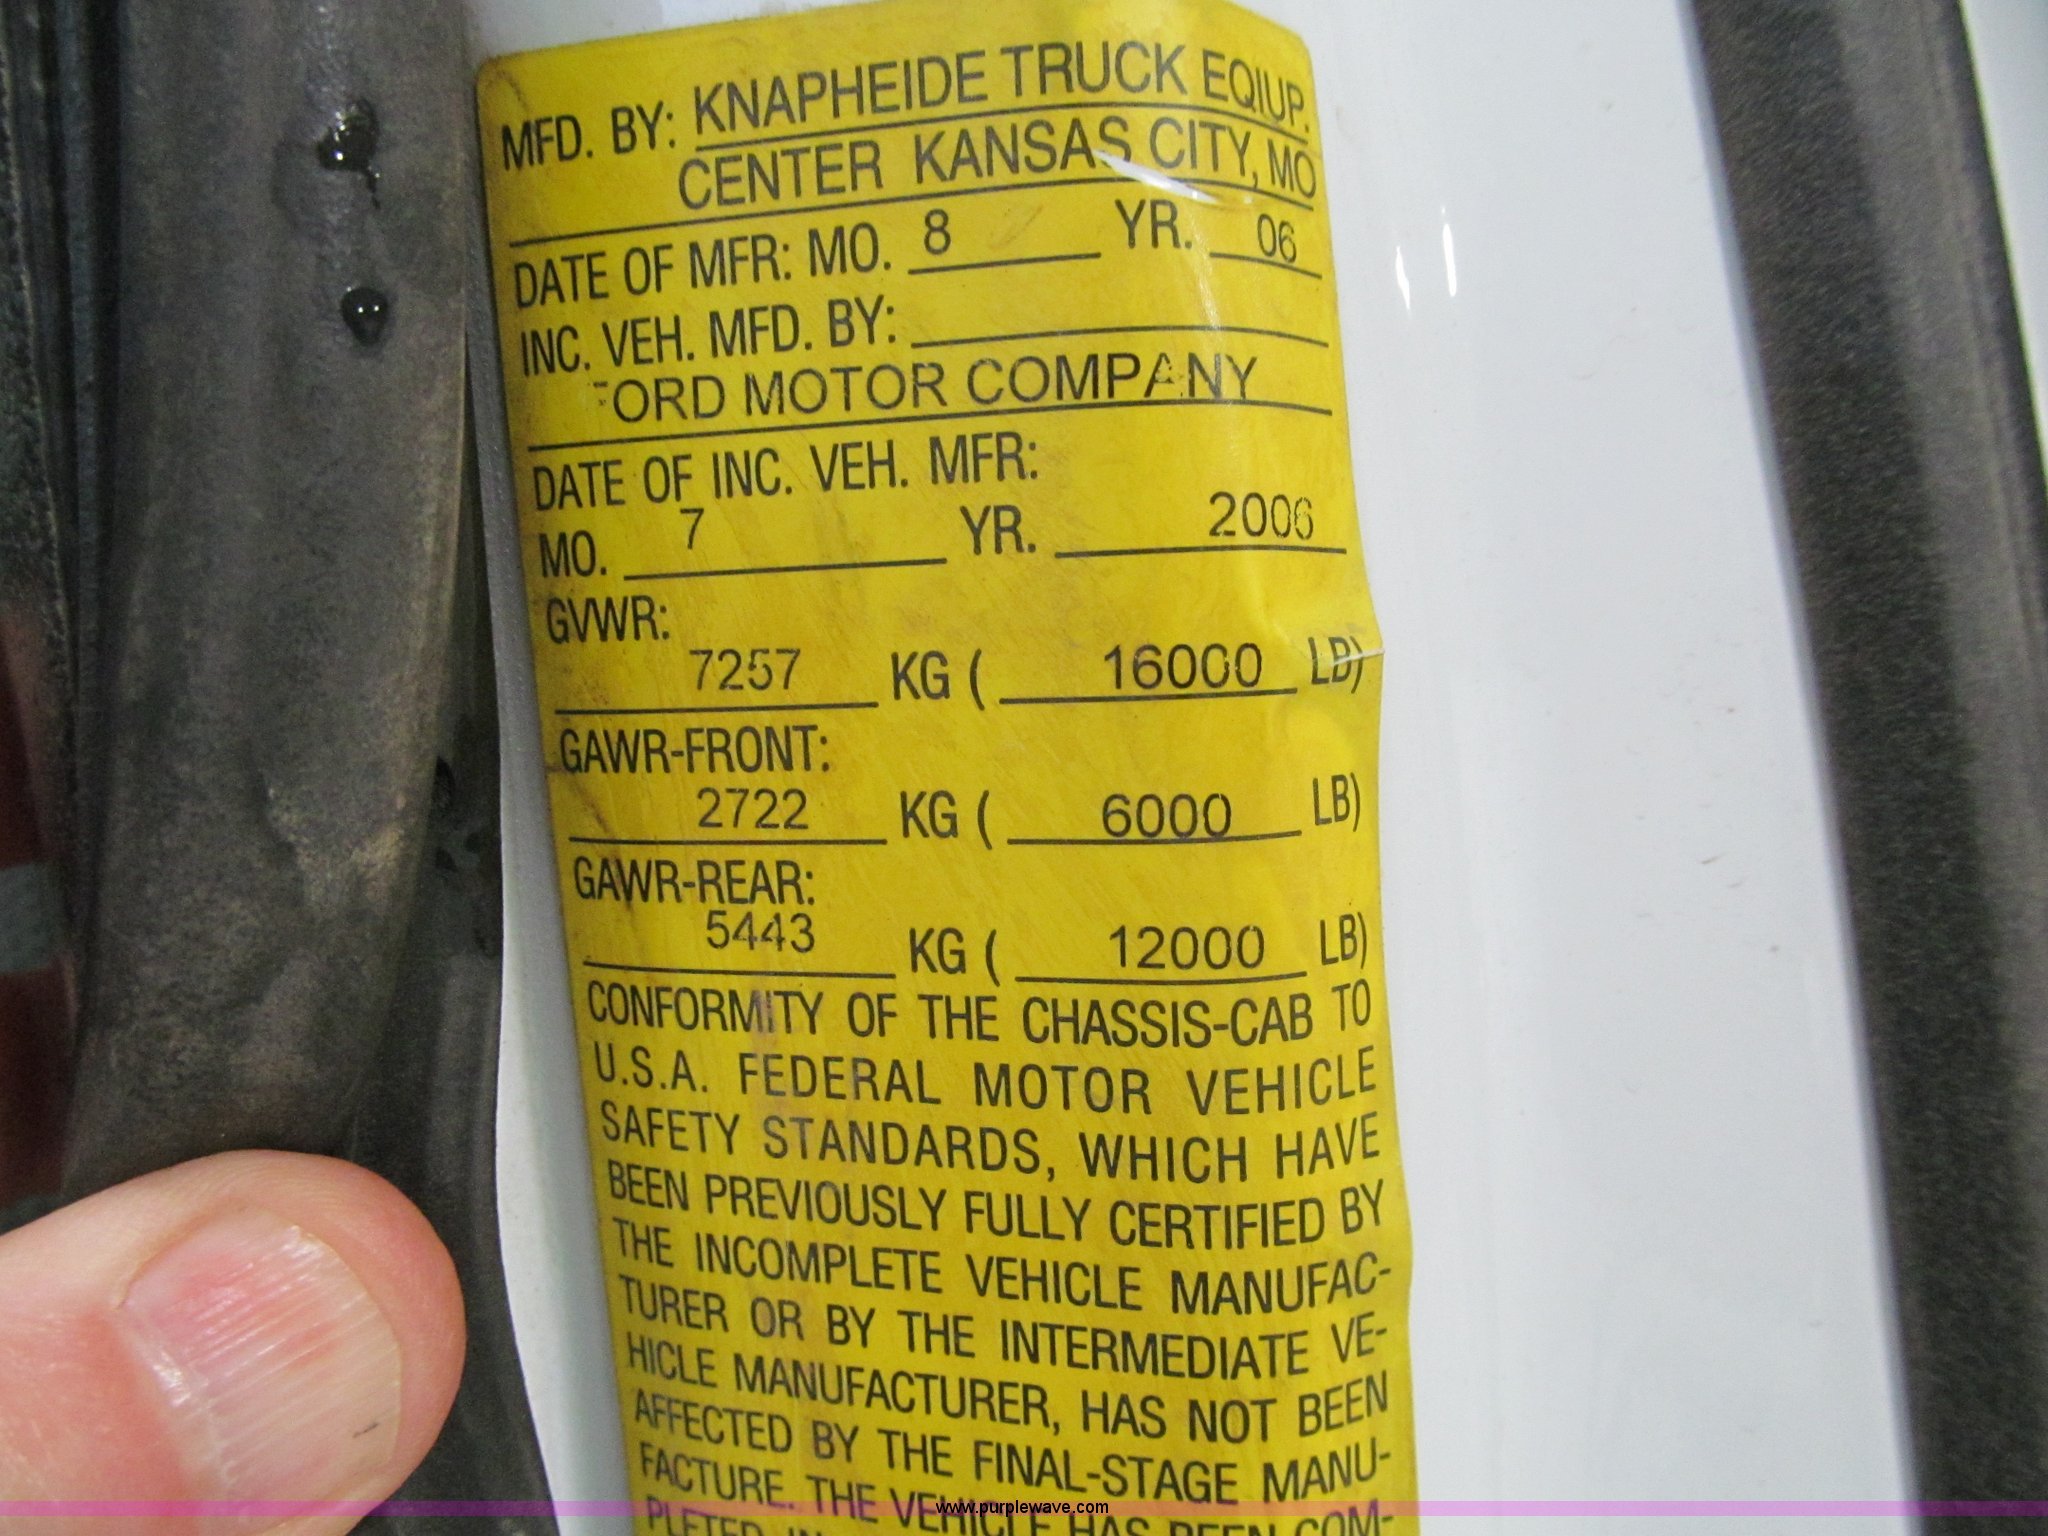 MFD. BY: KNAPHEIDE TRUCK EQIUP.
CENTER KANSAS CITY, MO
DATE OF MFR: MO. 8 YR. 06
INC. VEH. MFD. BY:
FORD MOTOR COMPANY
DATE OF INC. VEH. MFR:
MO. 7 YR. 2006
GVWR:
7257 KG ( 16000 LB)
GAWR-FRONT:
2722 KG ( 6000 LB)
GAWR-REAR:
5443 KG ( 12000 LB)
CONFORMITY OF THE CHASSIS-CAB TO
U.S.A. FEDERAL MOTOR VEHICLE
SAFETY STANDARDS, WHICH HAVE
BEEN PREVIOUSLY FULLY CERTIFIED BY
THE INCOMPLETE VEHICLE MANUFAC-
TURER OR BY THE INTERMEDIATE VE-
HICLE MANUFACTURER, HAS NOT BEEN
AFFECTED BY THE FINAL-STAGE MANU-
FACTURE. THE VEHICLE HAS BEEN COM-
PLETED IN
www.purplewave.com